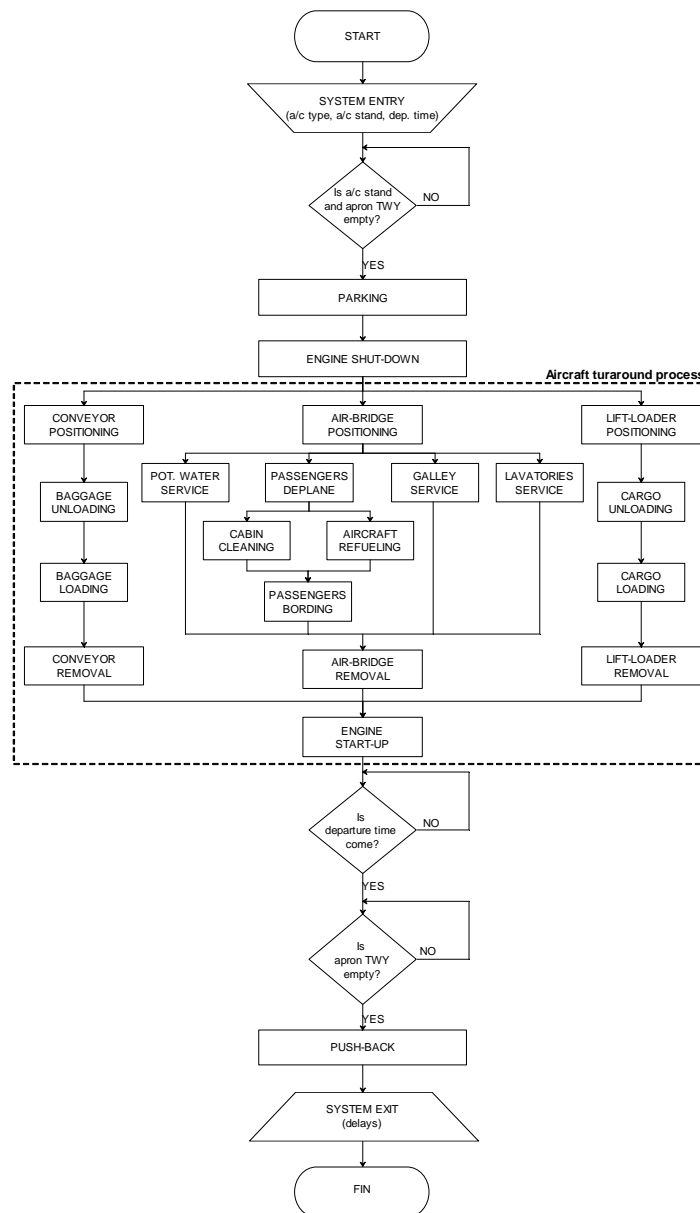 START
SYSTEM ENTRY
(a/c type, a/c stand, dep. time)
Is a/c stand
and apron TWY
empty?
NO
YES
PARKING
ENGINE SHUT-DOWN
Aircraft turaround process
CONVEYOR
POSITIONING
AIR-BRIDGE
POSITIONING
LIFT-LOADER
POSITIONING
POT. WATER
SERVICE
PASSENGERS
DEPLANE
GALLEY
SERVICE
LAVATORIES
SERVICE
BAGGAGE
UNLOADING
CARGO
UNLOADING
CABIN
CLEANING
AIRCRAFT
REFUELING
BAGGAGE
LOADING
CARGO
LOADING
PASSENGERS
BORDING
CONVEYOR
REMOVAL
AIR-BRIDGE
REMOVAL
LIFT-LOADER
REMOVAL
ENGINE
START-UP
Is
departure time
come?
NO
YES
Is
apron TWY
empty?
NO
YES
PUSH-BACK
SYSTEM EXIT
(delays)
FIN